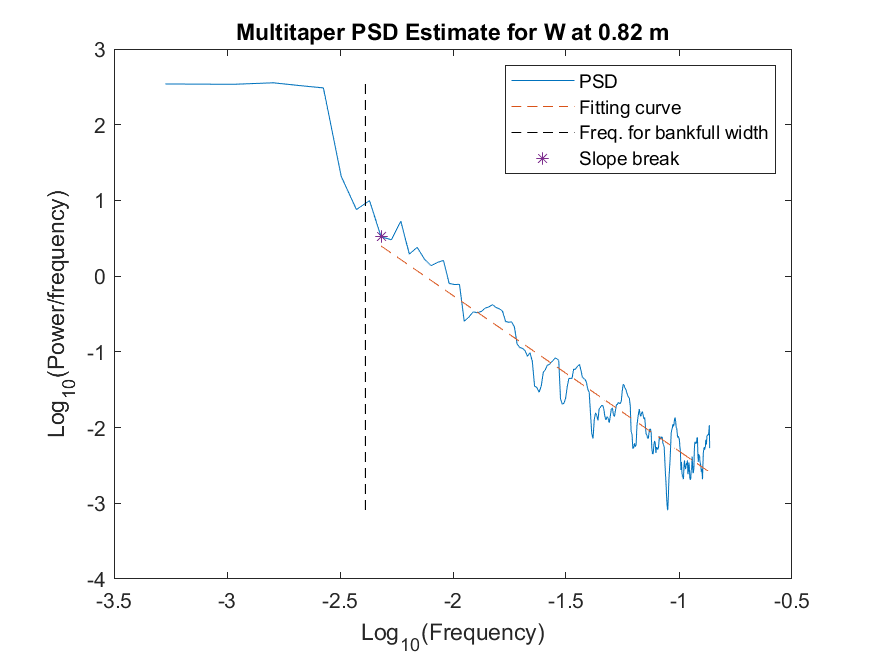 Multitaper PSD Estimate for W at 0.82 m
PSD
Fitting curve
Freq. for bankfull width
Slope break
3
2
1
0
-1
-2
-3
-4
Log10(Power/frequency)
-3.5 -3 -2.5 -2 -1.5 -1 -0.5
Log10(Frequency)